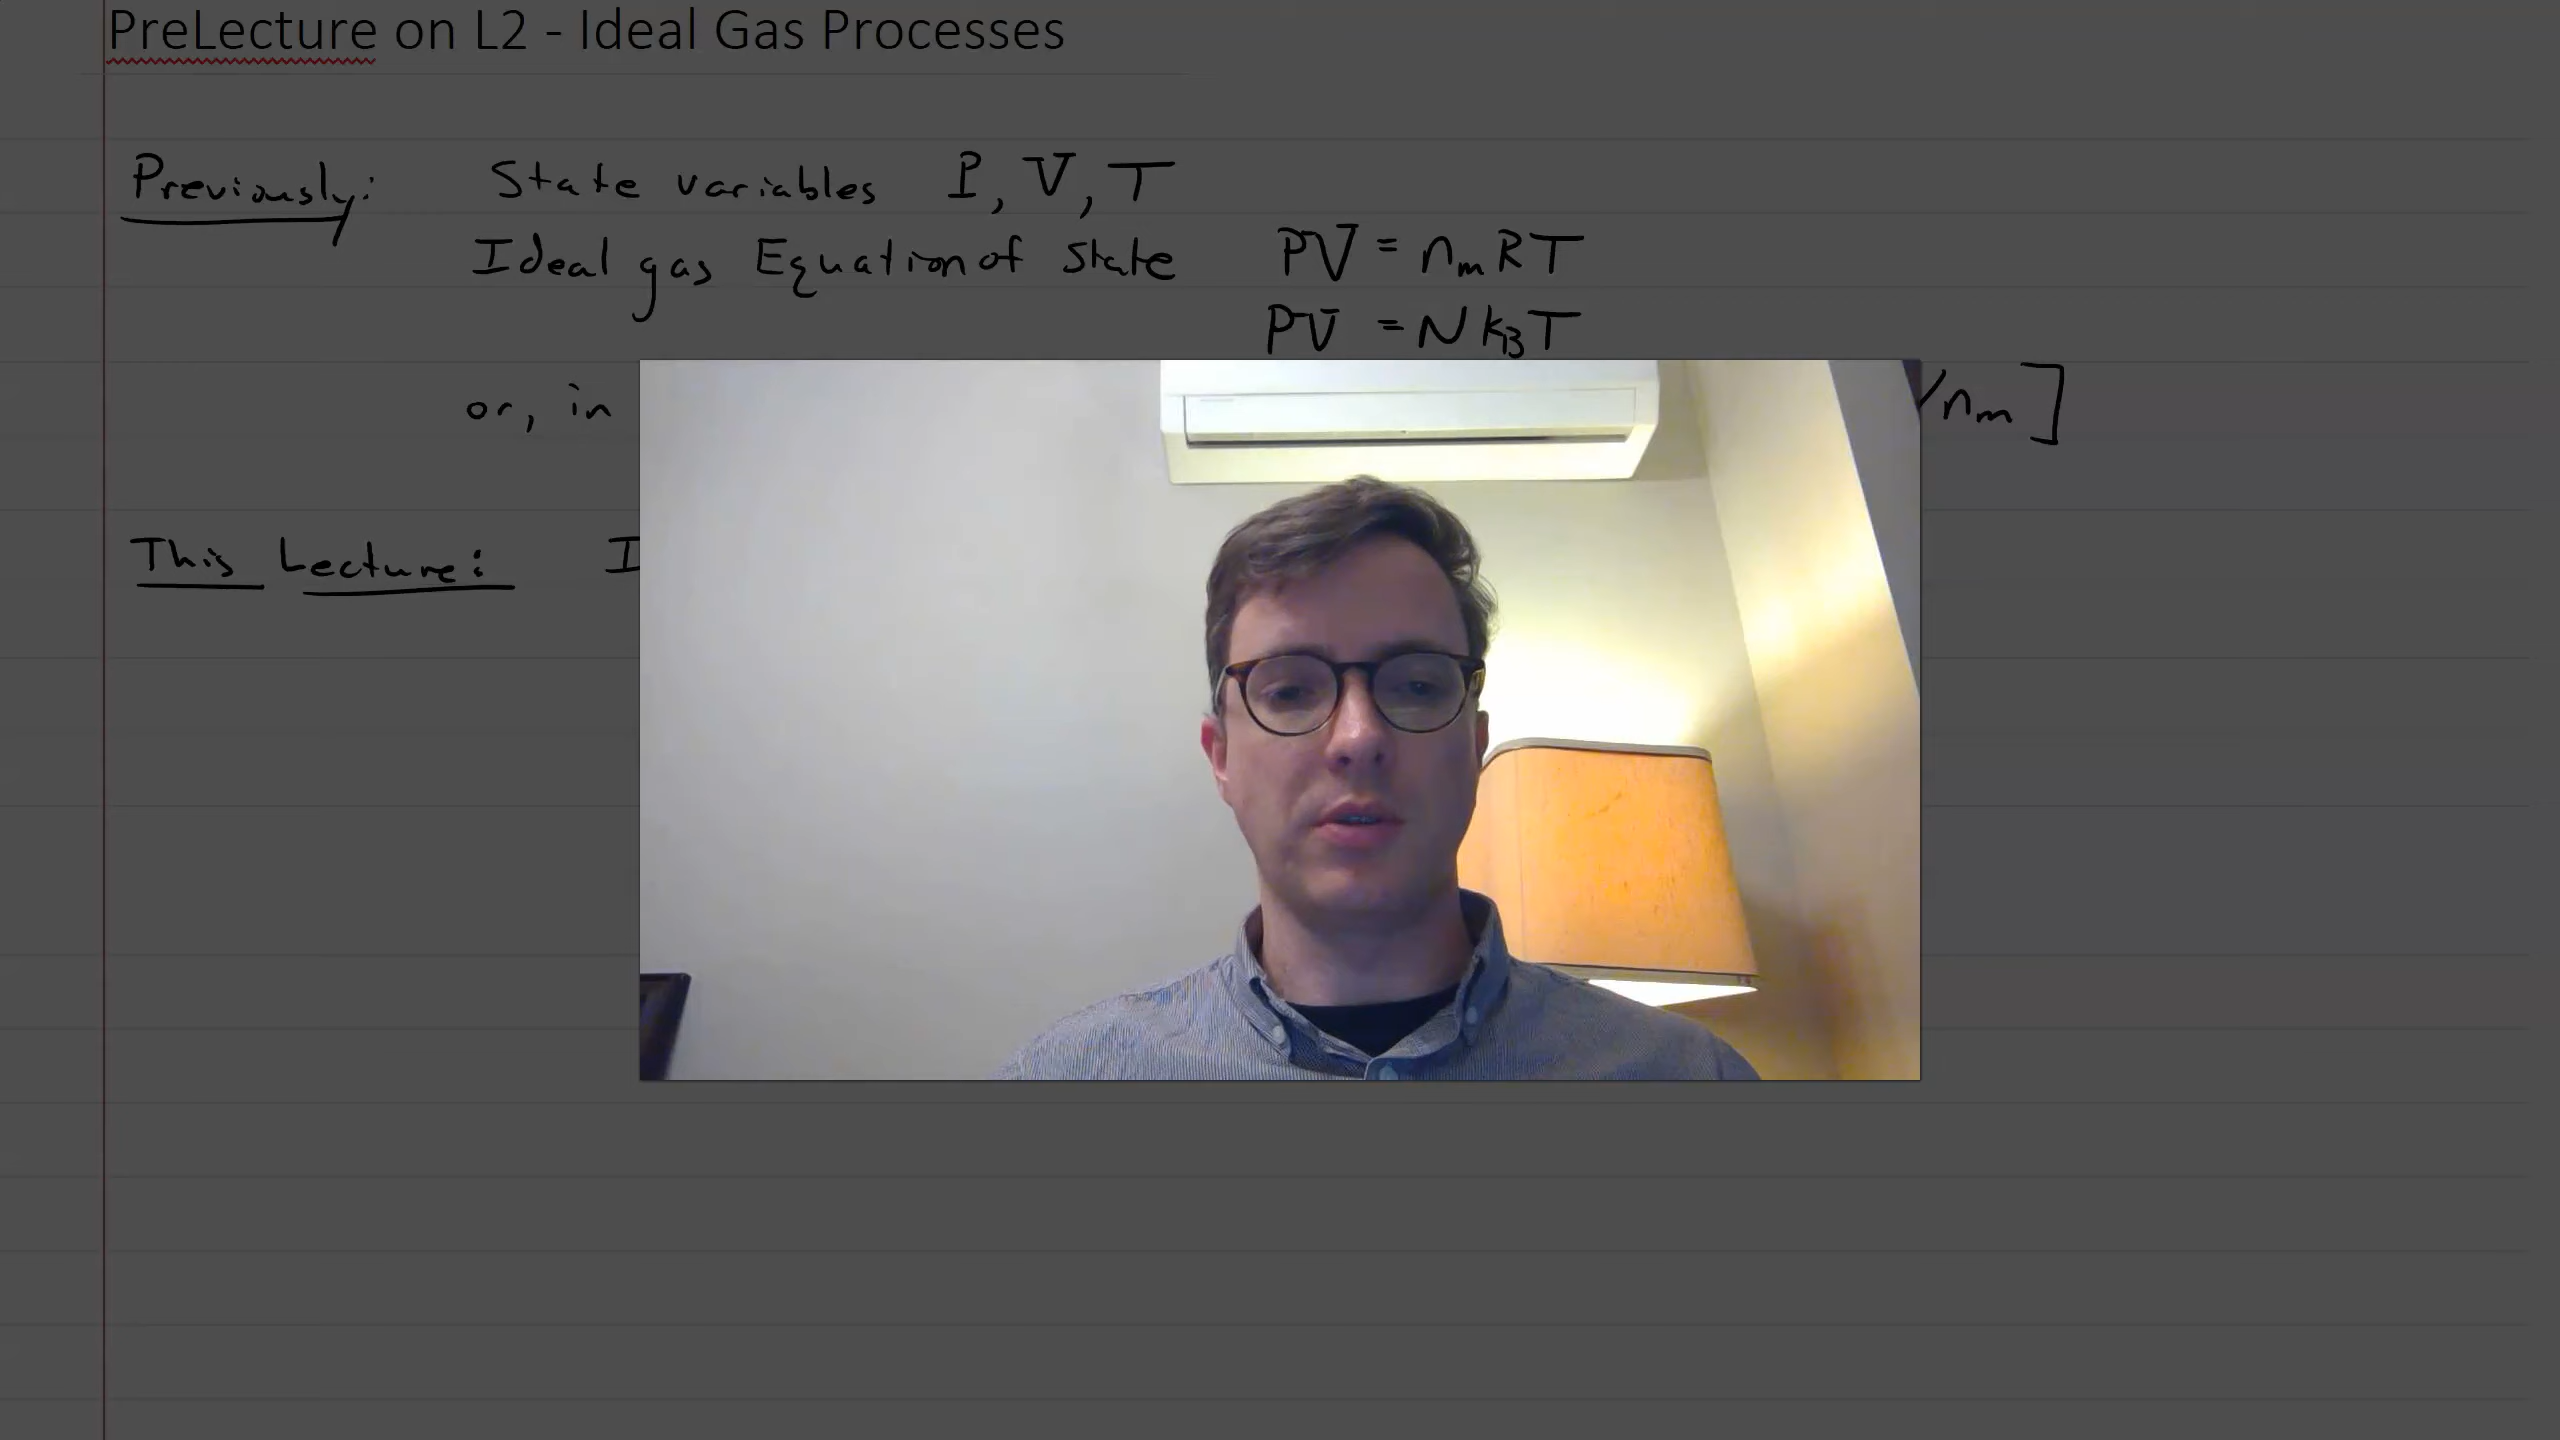 PreLecture on L2 - Ideal Gas Processes
Previously: State variables P, V, T
Ideal gas Equation of State PV = nₘRT
PV = Nk_BT
or, in /nₘ]
This Lecture: I